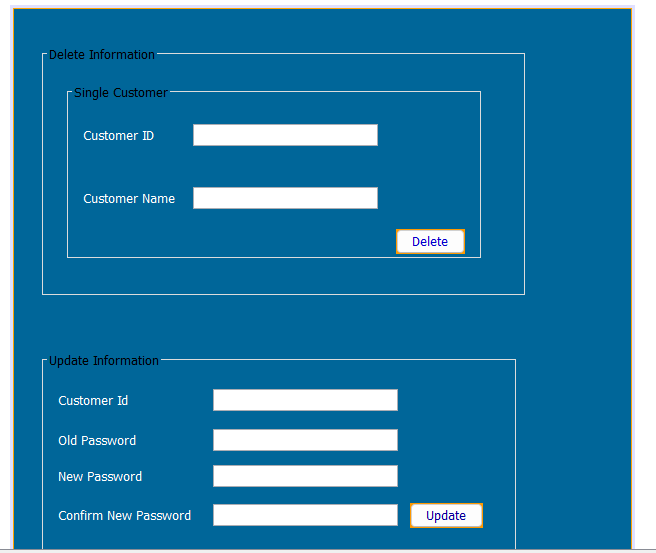 Delete Information
Single Customer
Customer ID
Customer Name
Delete
Update Information
Customer Id
Old Password
New Password
Confirm New Password Update